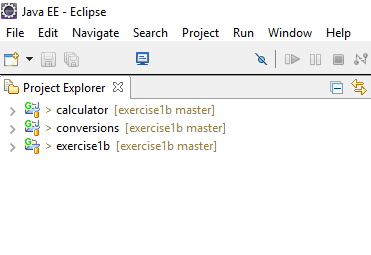 Java EE - Eclipse
File Edit Navigate Search Project Run Window Help
Project Explorer
> calculator [exercise1b master]
> conversions [exercise1b master]
> exercise1b [exercise1b master]